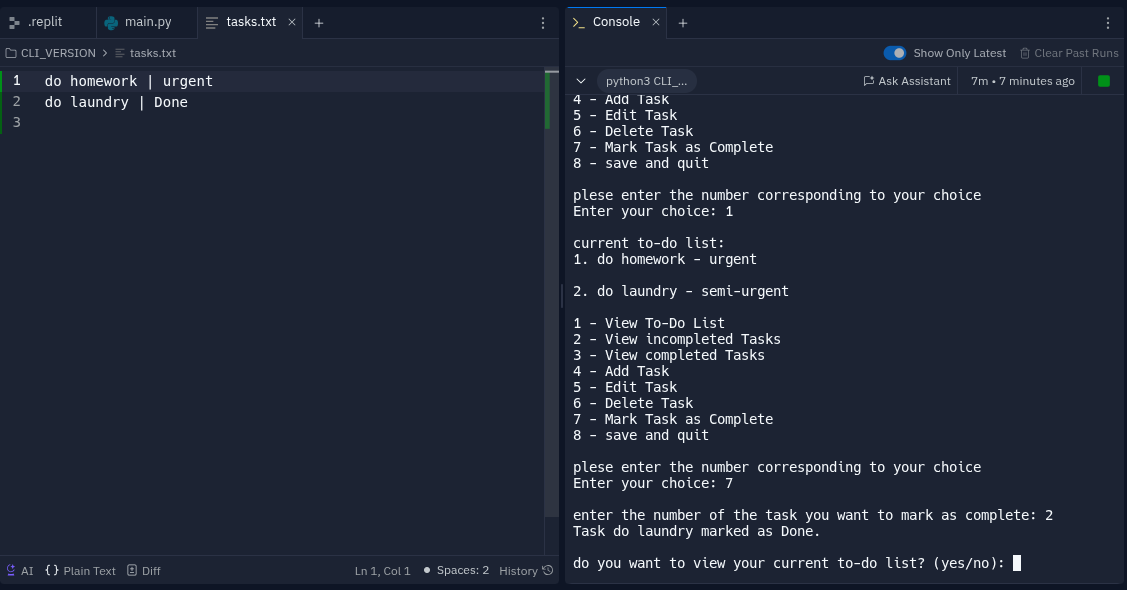 .replit main.py tasks.txt
CLI_VERSION > tasks.txt
1 do homework | urgent
2 do laundry | Done
3
AI {} Plain Text Diff Ln 1, Col 1 Spaces: 2 History
Console
Show Only Latest Clear Past Runs
python3 CLI_... Ask Assistant 7m • 7 minutes ago
4 - Add Task
5 - Edit Task
6 - Delete Task
7 - Mark Task as Complete
8 - save and quit
plese enter the number corresponding to your choice
Enter your choice: 1
current to-do list:
1. do homework - urgent
2. do laundry - semi-urgent
1 - View To-Do List
2 - View incompleted Tasks
3 - View completed Tasks
4 - Add Task
5 - Edit Task
6 - Delete Task
7 - Mark Task as Complete
8 - save and quit
plese enter the number corresponding to your choice
Enter your choice: 7
enter the number of the task you want to mark as complete: 2
Task do laundry marked as Done.
do you want to view your current to-do list? (yes/no):